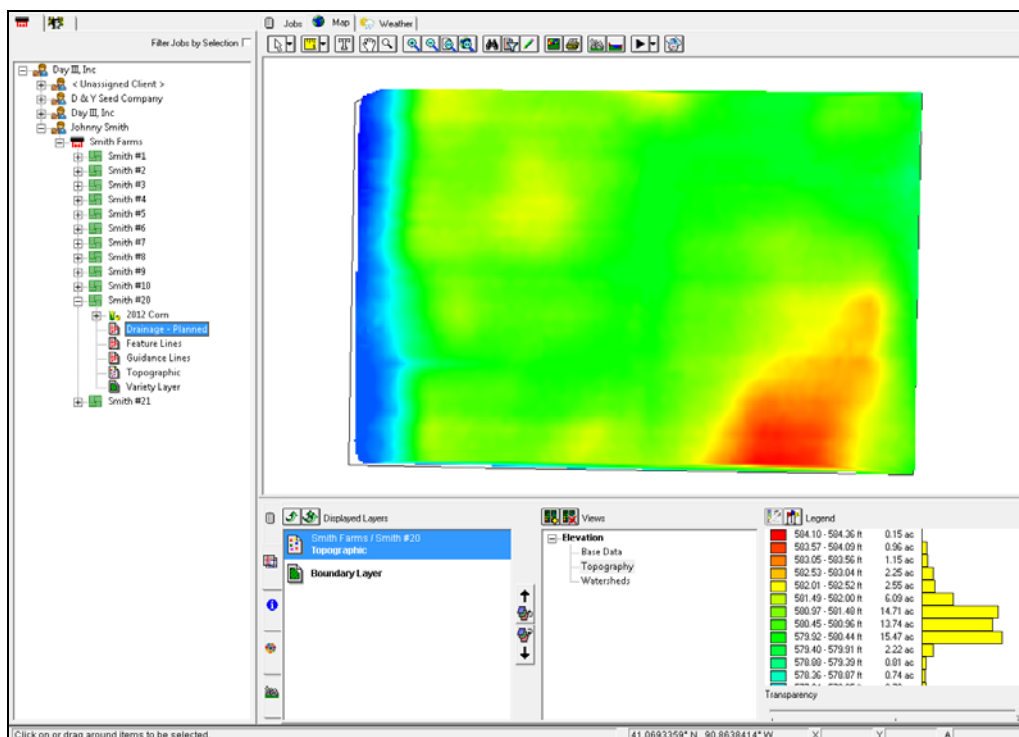 Jobs Map Weather
Filter Jobs by Selection
Day III, Inc
< Unassigned Client >
D & Y Seed Company
Day III, Inc
Johnny Smith
Smith Farms
Smith #1
Smith #2
Smith #3
Smith #4
Smith #5
Smith #6
Smith #7
Smith #8
Smith #9
Smith #10
Smith #20
2012 Corn
Drainage - Planned
Feature Lines
Guidance Lines
Topographic
Variety Layer
Smith #21
Displayed Layers
Smith Farms / Smith #20
Topographic
Boundary Layer
Views
Elevation
Base Data
Topography
Watersheds
Legend
584.10 - 584.36 ft 0.15 ac
583.57 - 584.09 ft 0.96 ac
583.05 - 583.56 ft 1.15 ac
582.53 - 583.04 ft 2.25 ac
582.01 - 582.52 ft 2.55 ac
581.49 - 582.00 ft 6.09 ac
580.97 - 581.48 ft 14.71 ac
580.45 - 580.96 ft 13.74 ac
579.92 - 580.44 ft 15.47 ac
579.40 - 579.91 ft 2.22 ac
578.88 - 579.39 ft 0.81 ac
578.36 - 578.87 ft 0.74 ac
Transparency
Click on or drag around items to be selected
41.0693359° N, 90.8638414° W X Y A